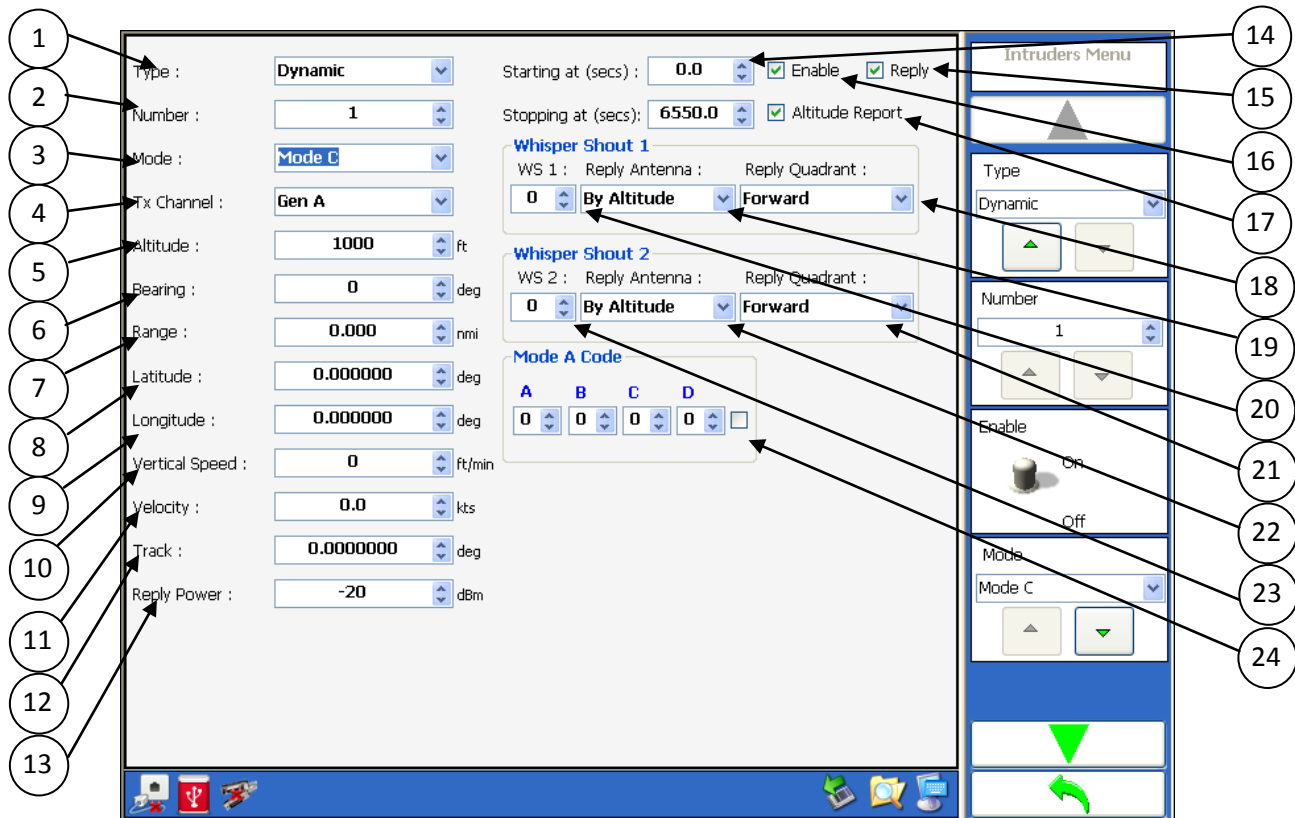 1
2
3
4
5
6
7
8
9
10
11
12
13
Type : Dynamic
Number : 1
Mode : Mode C
Tx Channel : Gen A
Altitude : 1000 ft
Bearing : 0 deg
Range : 0.000 nmi
Latitude : 0.000000 deg
Longitude : 0.000000 deg
Vertical Speed : 0 ft/min
Velocity : 0.0 kts
Track : 0.0000000 deg
Reply Power : -20 dBm
Starting at (secs) : 0.0 Enable Reply
Stopping at (secs): 6550.0 Altitude Report
Whisper Shout 1
WS 1 : Reply Antenna : Reply Quadrant :
0 By Altitude Forward
Whisper Shout 2
WS 2 : Reply Antenna : Reply Quadrant :
0 By Altitude Forward
Mode A Code
A B C D
0 0 0 0
Intruders Menu
Type
Dynamic
Number
1
Enable
On
Off
Mode
Mode C
14
15
16
17
18
19
20
21
22
23
24